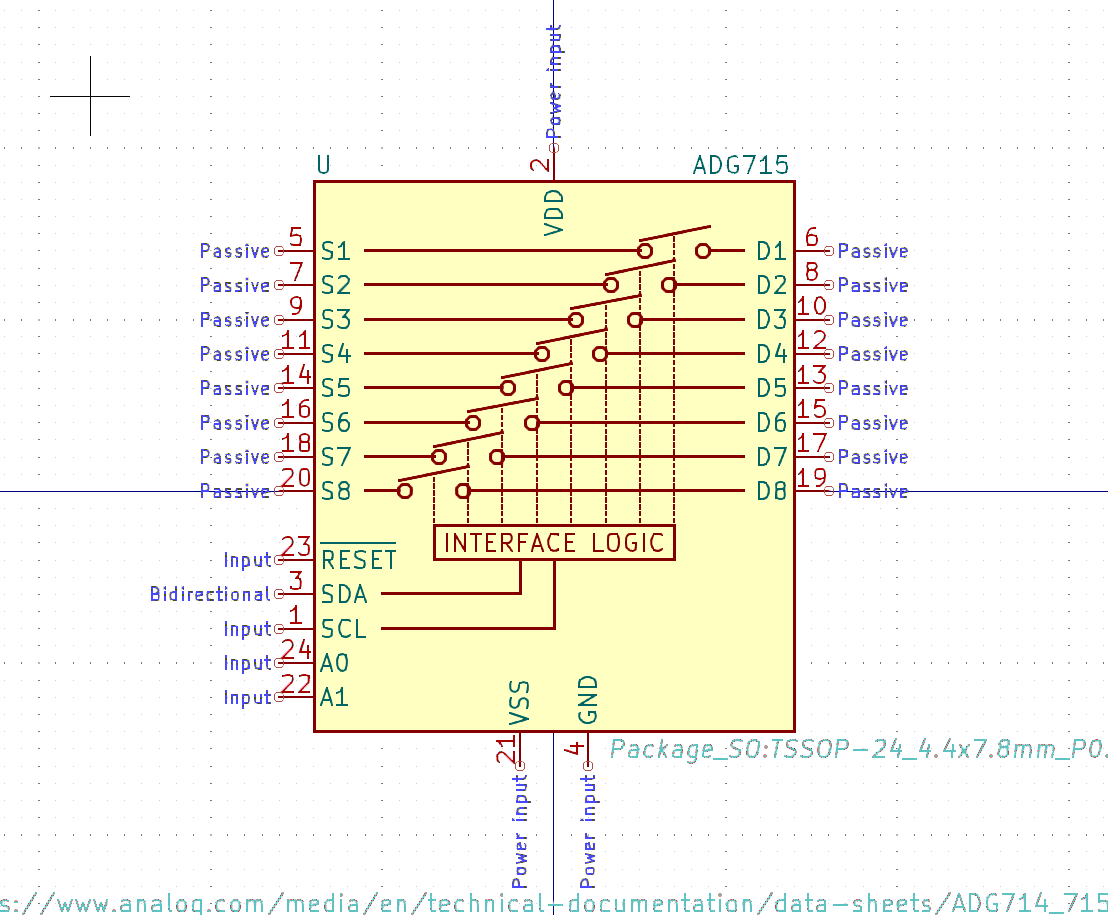 Power input
2
U ADG715
VDD
Passive 5 S1 D1 6 Passive
Passive 7 S2 D2 8 Passive
Passive 9 S3 D3 10 Passive
Passive 11 S4 D4 12 Passive
Passive 14 S5 D5 13 Passive
Passive 16 S6 D6 15 Passive
Passive 18 S7 D7 17 Passive
Passive 20 S8 D8 19 Passive
INTERFACE LOGIC
Input 23 RESET
Bidirectional 3 SDA
Input 1 SCL
Input 24 A0
Input 22 A1
VSS GND
21 4
Package_SO:TSSOP-24_4.4x7.8mm_P0.
Power input Power input
s://www.analog.com/media/en/technical-documentation/data-sheets/ADG714_715